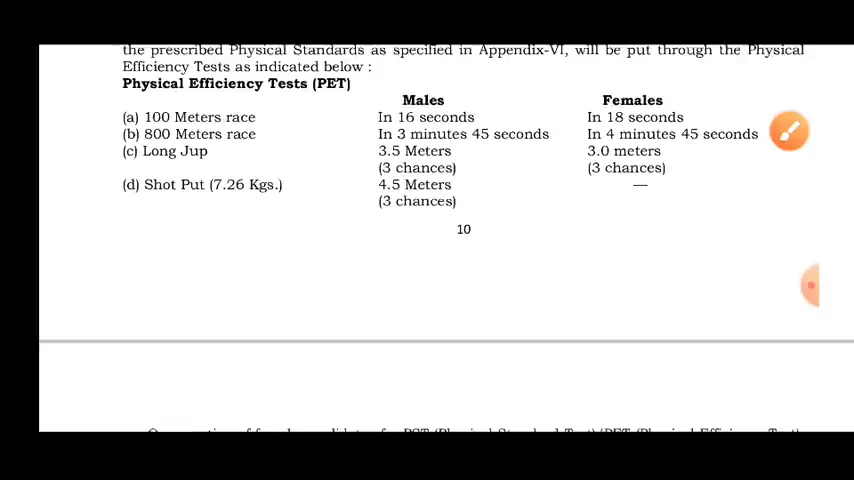 the prescribed Physical Standards as specified in Appendix-VI, will be put through the Physical
Efficiency Tests as indicated below :
Physical Efficiency Tests (PET)
Males Females
(a) 100 Meters race In 16 seconds In 18 seconds
(b) 800 Meters race In 3 minutes 45 seconds In 4 minutes 45 seconds
(c) Long Jup 3.5 Meters 3.0 meters
(3 chances) (3 chances)
(d) Shot Put (7.26 Kgs.) 4.5 Meters —
(3 chances)
10